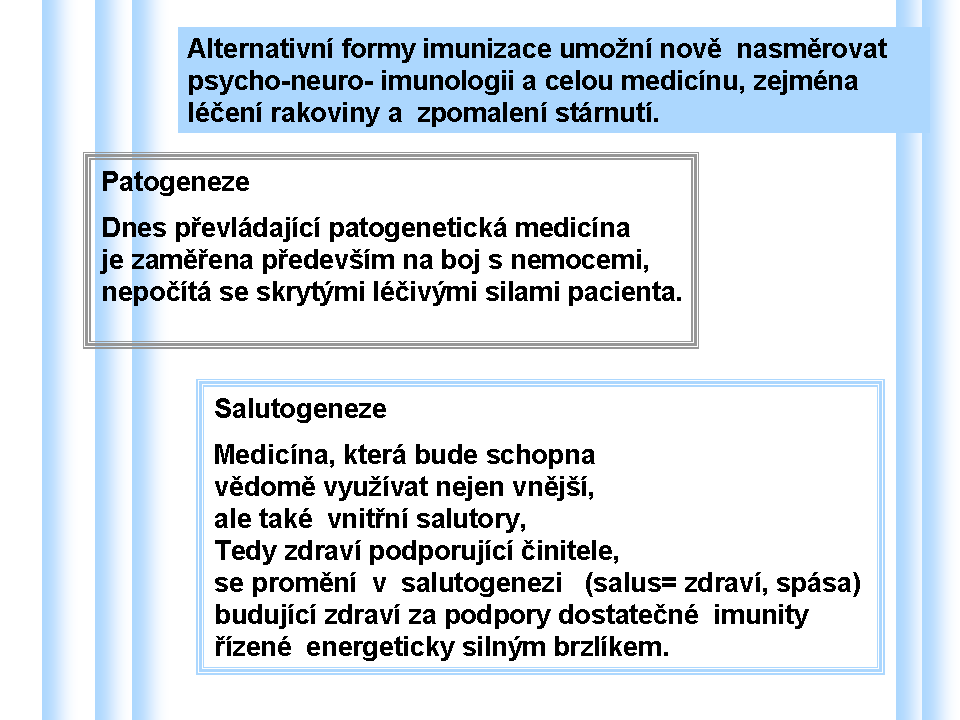 Alternativní formy imunizace umožní nově nasměrovat
psycho-neuro- imunologii a celou medicínu, zejména
léčení rakoviny a zpomalení stárnutí.
Patogeneze
Dnes převládající patogenetická medicína
je zaměřena především na boj s nemocemi,
nepočítá se skrytými léčivými silami pacienta.
Salutogeneze
Medicína, která bude schopna
vědomě využívat nejen vnější,
ale také vnitřní salutory,
Tedy zdraví podporující činitele,
se promění v salutogenezi (salus= zdraví, spása)
budující zdraví za podpory dostatečné imunity
řízené energeticky silným brzlíkem.